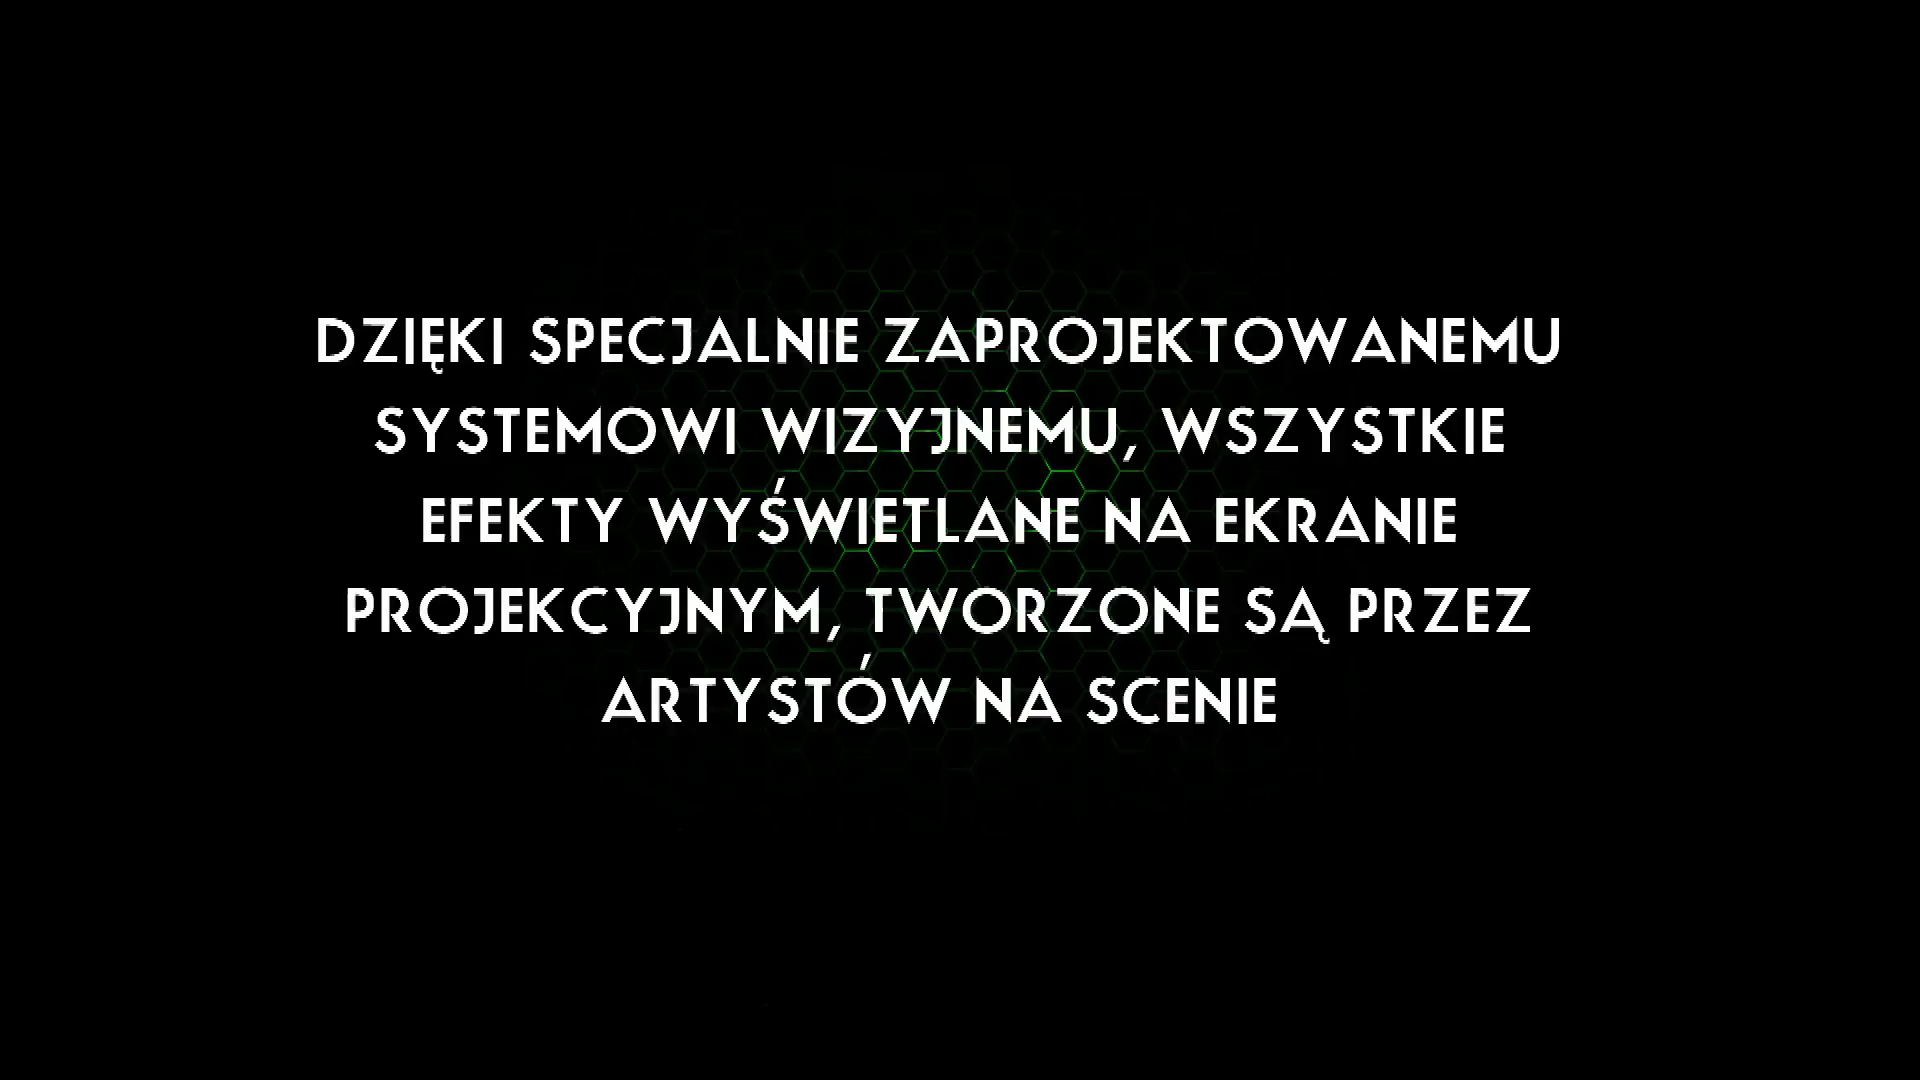 DZIĘKI SPECJALNIE ZAPROJEKTOWANEMU
SYSTEMOWI WIZYJNEMU, WSZYSTKIE
EFEKTY WYŚWIETLANE NA EKRANIE
PROJEKCYJNYM, TWORZONE SĄ PRZEZ
ARTYSTÓW NA SCENIE